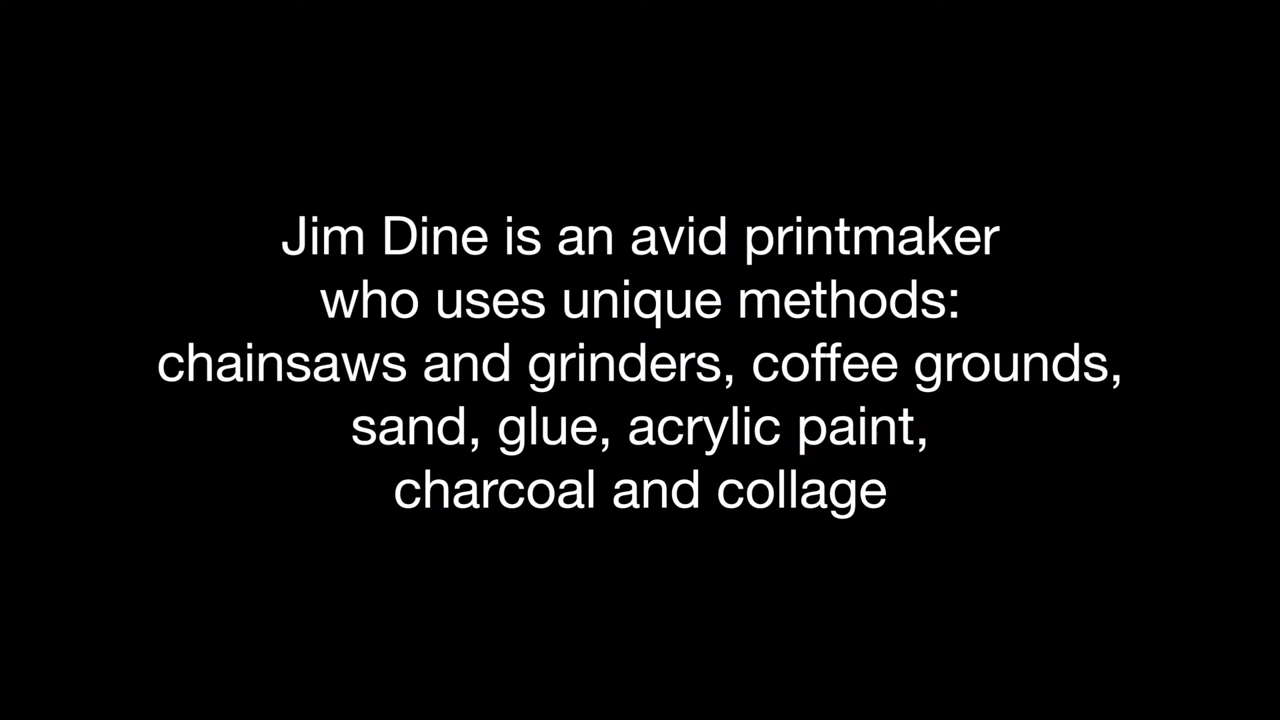 Jim Dine is an avid printmaker
who uses unique methods:
chainsaws and grinders, coffee grounds,
sand, glue, acrylic paint,
charcoal and collage